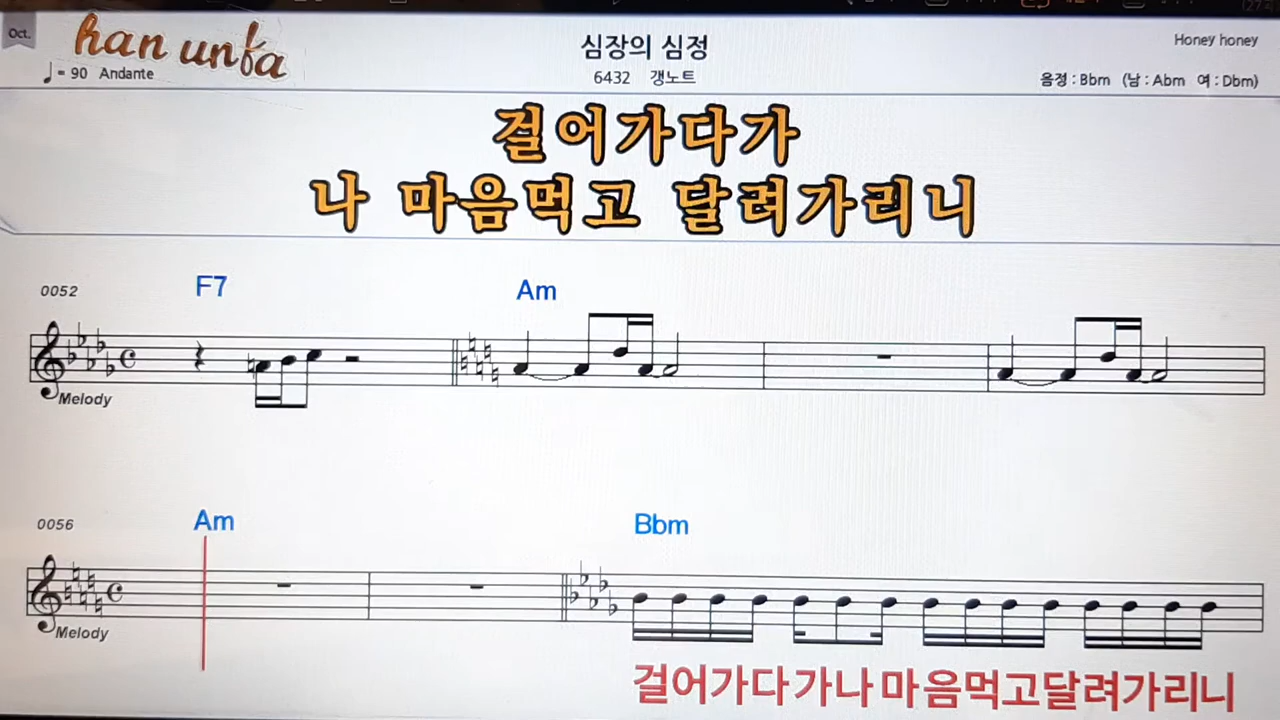 Oct.
han unfa
심장의 심정
Honey honey
= 90 Andante
6432 갱노트
음정 : Bbm (남 : Abm 여 : Dbm)
걸어가다가
나 마음먹고 달려가리니
0052
F7
Am
Melody
0056
Am
Bbm
Melody
걸어가다가나마음먹고달려가리니